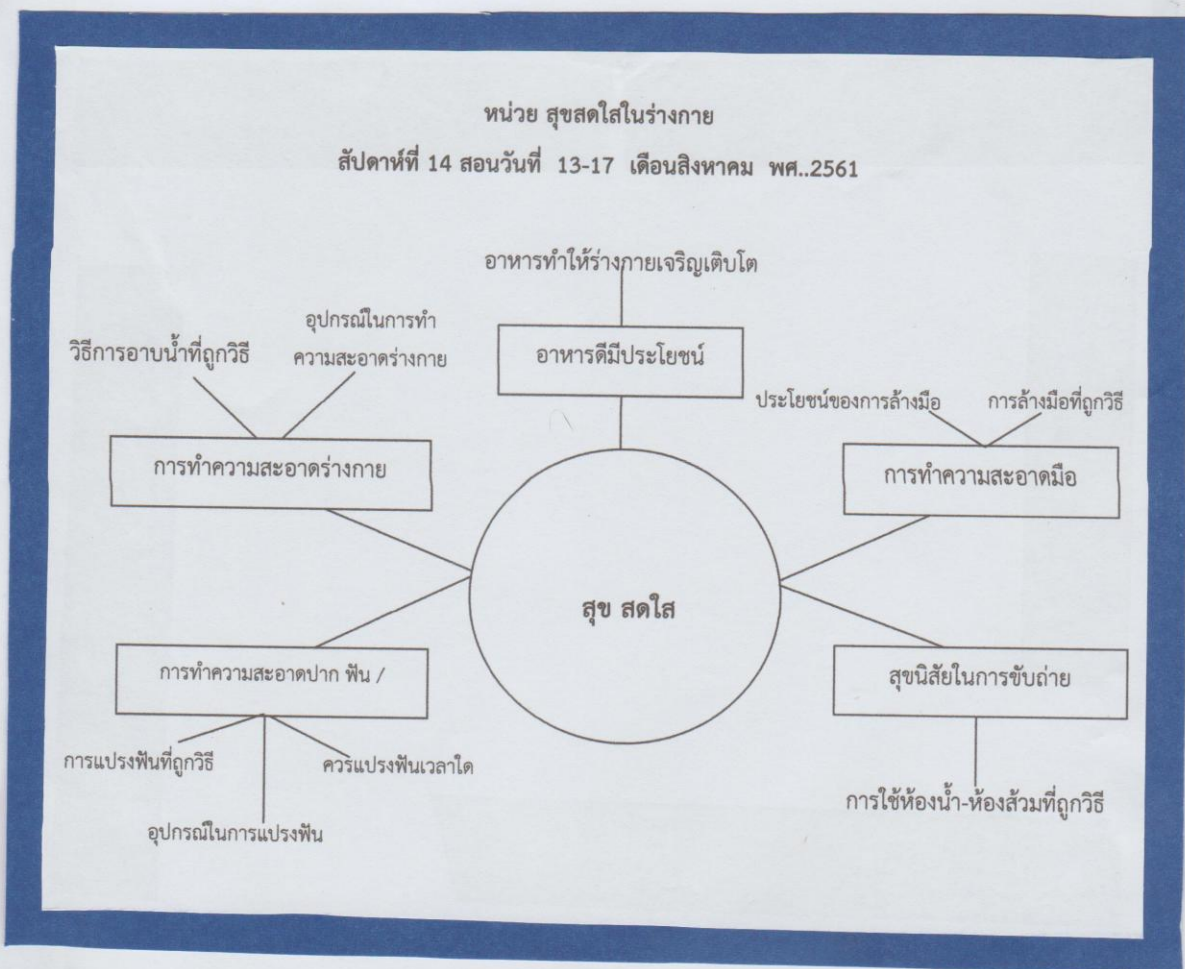 หน่วย สุขสดใสในร่างกาย
สัปดาห์ที่ 14 สอนวันที่ 13-17 เดือนสิงหาคม พศ..2561
อาหารทำให้ร่างกายเจริญเติบโต
อาหารดีมีประโยชน์
วิธีการอาบน้ำที่ถูกวิธี
อุปกรณ์ในการทำ
ความสะอาดร่างกาย
การทำความสะอาดร่างกาย
ประโยชน์ของการล้างมือ
การล้างมือที่ถูกวิธี
การทำความสะอาดมือ
สุข สดใส
การทำความสะอาดปาก ฟัน /
การแปรงฟันที่ถูกวิธี
ควรแปรงฟันเวลาใด
อุปกรณ์ในการแปรงฟัน
สุขนิสัยในการขับถ่าย
การใช้ห้องน้ำ-ห้องส้วมที่ถูกวิธี